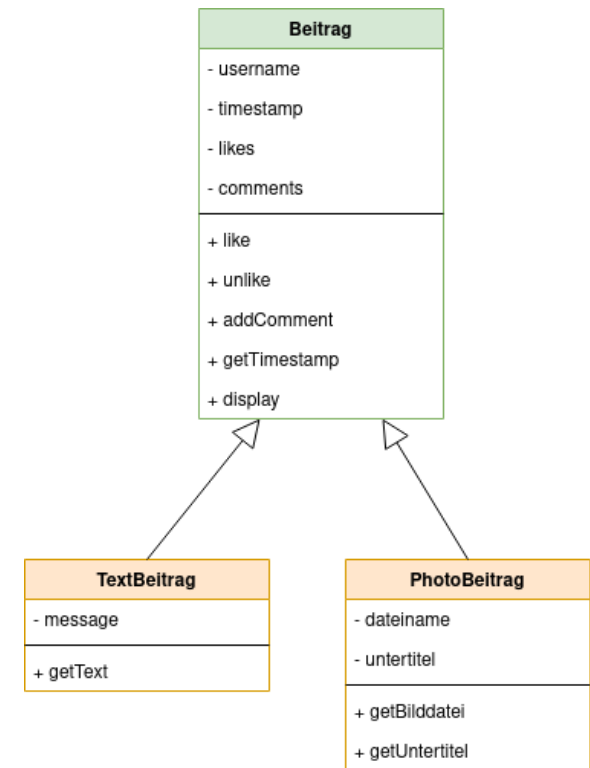 Beitrag
- username
- timestamp
- likes
- comments
+ like
+ unlike
+ addComment
+ getTimestamp
+ display
TextBeitrag
- message
+ getText
PhotoBeitrag
- dateiname
- untertitel
+ getBilddatei
+ getUntertitel